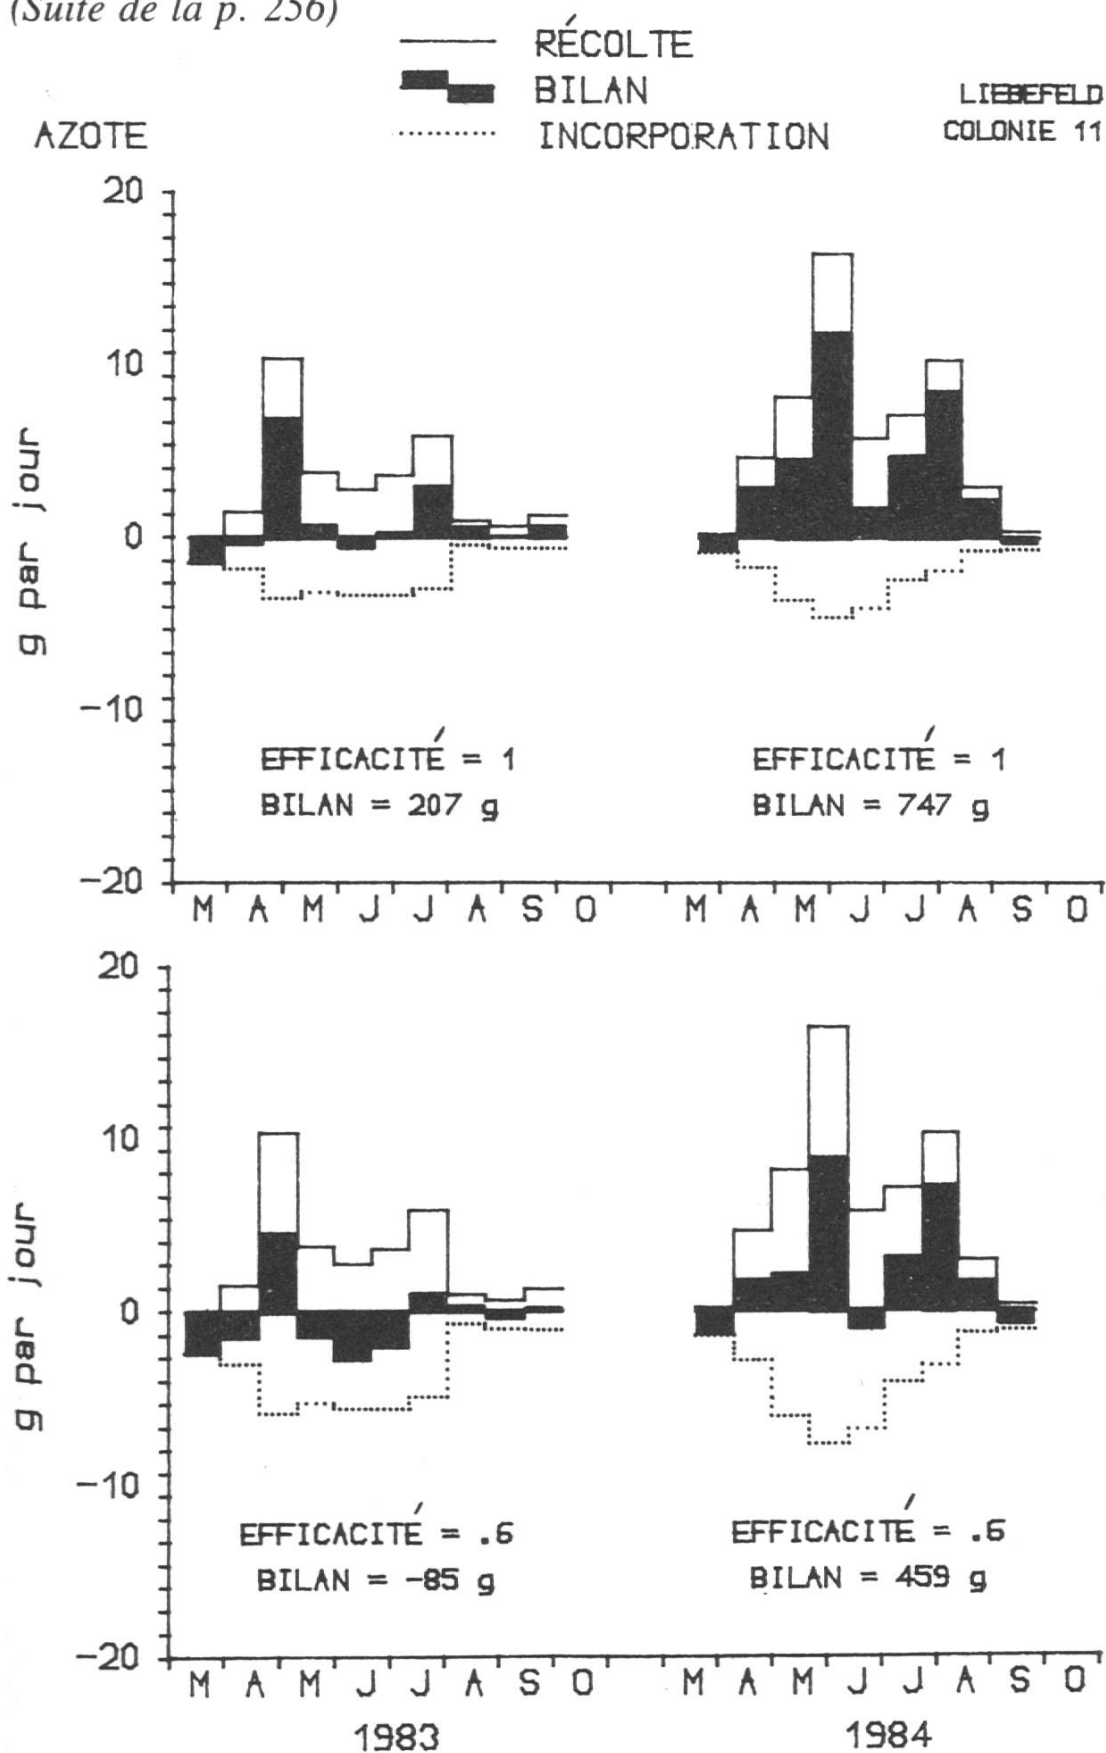 (Suite de la p. 256)
RÉCOLTE
BILAN
INCORPORATION
LIEBEFELD
COLONIE 11
AZOTE
g par jour
20
10
0
-10
-20
EFFICACITÉ = 1
BILAN = 207 g
EFFICACITÉ = 1
BILAN = 747 g
M A M J J A S O M A M J J A S O
g par jour
20
10
0
-10
-20
EFFICACITÉ = .6
BILAN = -85 g
EFFICACITÉ = .6
BILAN = 459 g
M A M J J A S O M A M J J A S O
1983 1984